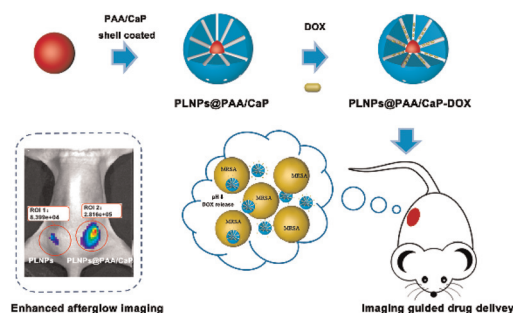 PAA/CaP
shell coated
DOX
PLNPs@PAA/CaP
PLNPs@PAA/CaP-DOX
ROI 1:
8.399e+04
ROI 2:
2.816e+05
PLNPs
PLNPs@PAA/CaP
MRSA
MRSA
MRSA
pH
DOX release
MRSA
MRSA
Enhanced afterglow imaging
Imaging guided drug delivey